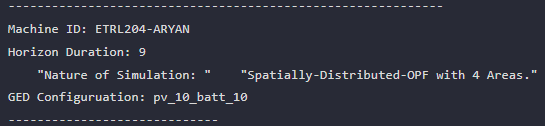 -----------------------------------------------------------
Machine ID: ETRL204-ARYAN
Horizon Duration: 9
    "Nature of Simulation: "    "Spatially-Distributed-OPF with 4 Areas."
GED Configuruation: pv_10_batt_10
-----------------------------